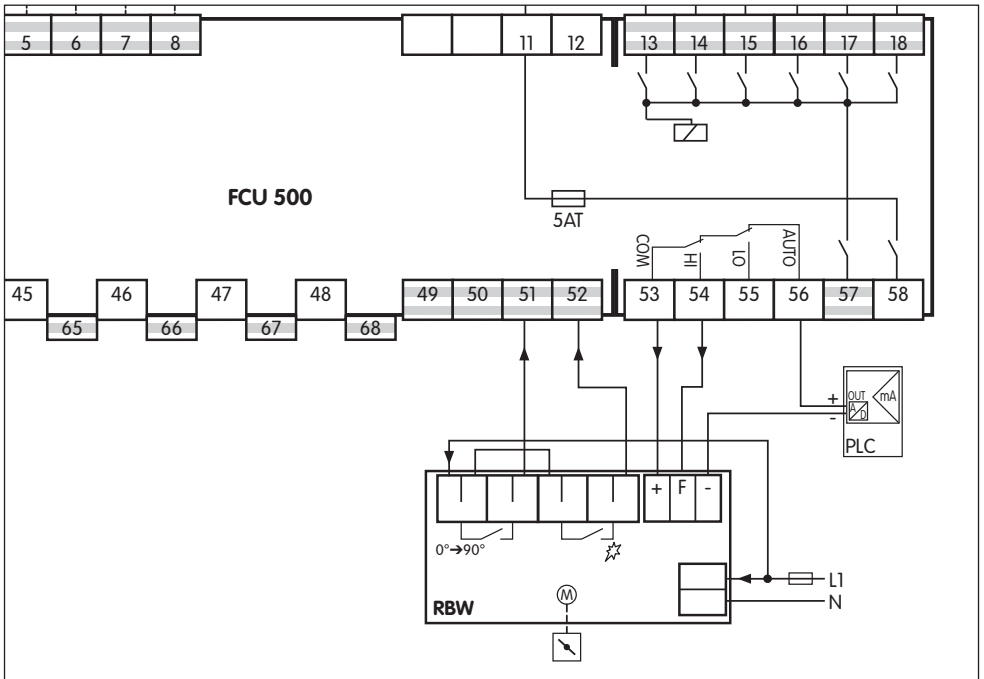 5 6 7 8 11 12 13 14 15 16 17 18
FCU 500
5AT
COM HI LO AUTO
45 46 47 48 49 50 51 52 53 54 55 56 57 58
65 66 67 68
+ OUT mA
- A/D
PLC
+ F -
0°➔90°
L1
M
N
RBW